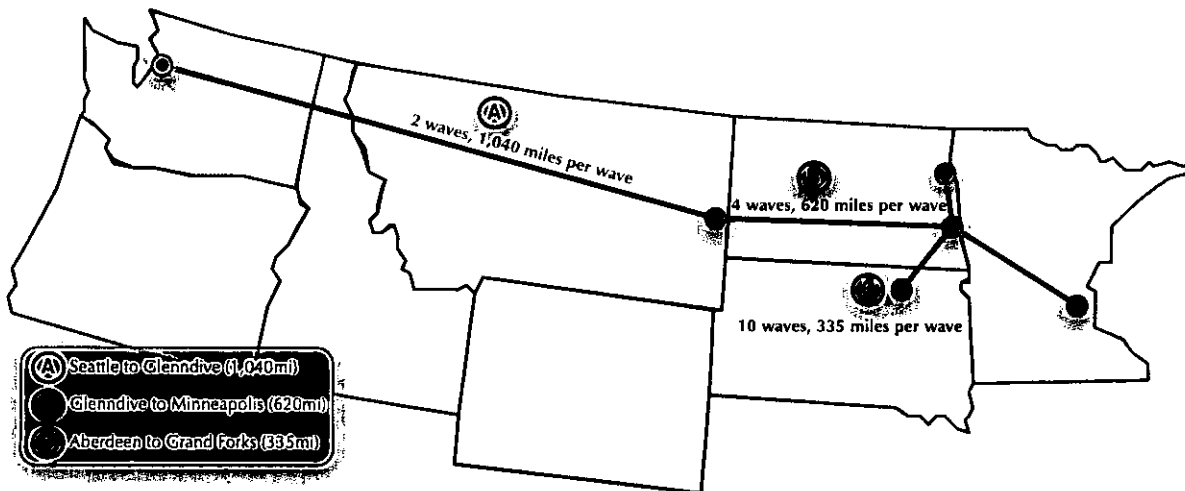 A
2 waves, 1,040 miles per wave
4 waves, 620 miles per wave
10 waves, 335 miles per wave
A Seattle to Glenndive (1,040mi)
Glenndive to Minneapolis (620mi)
Aberdeen to Grand Forks (335mi)